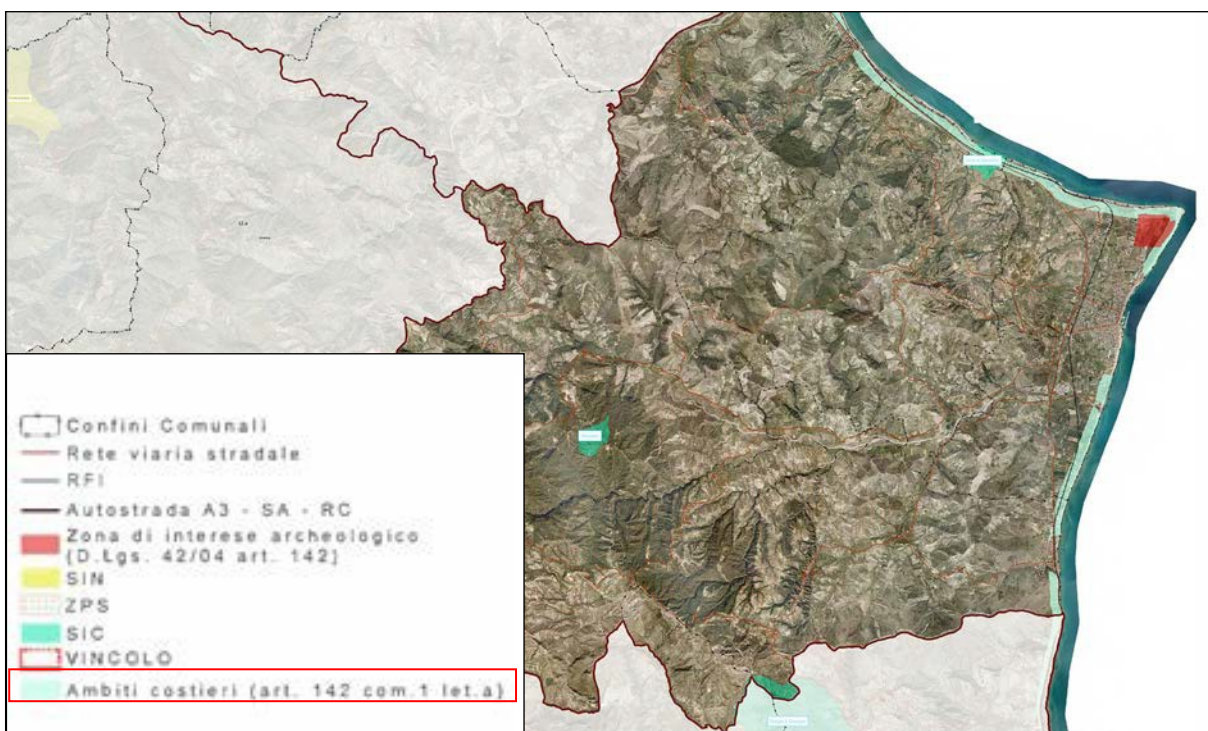 Confini Comunali
Rete viaria stradale
RFI
Autostrada A3 - SA - RC
Zona di interese archeologico
(D.Lgs. 42/04 art. 142)
SIN
ZPS
SIC
VINCOLO
Ambiti costieri (art. 142 com.1 let.a)